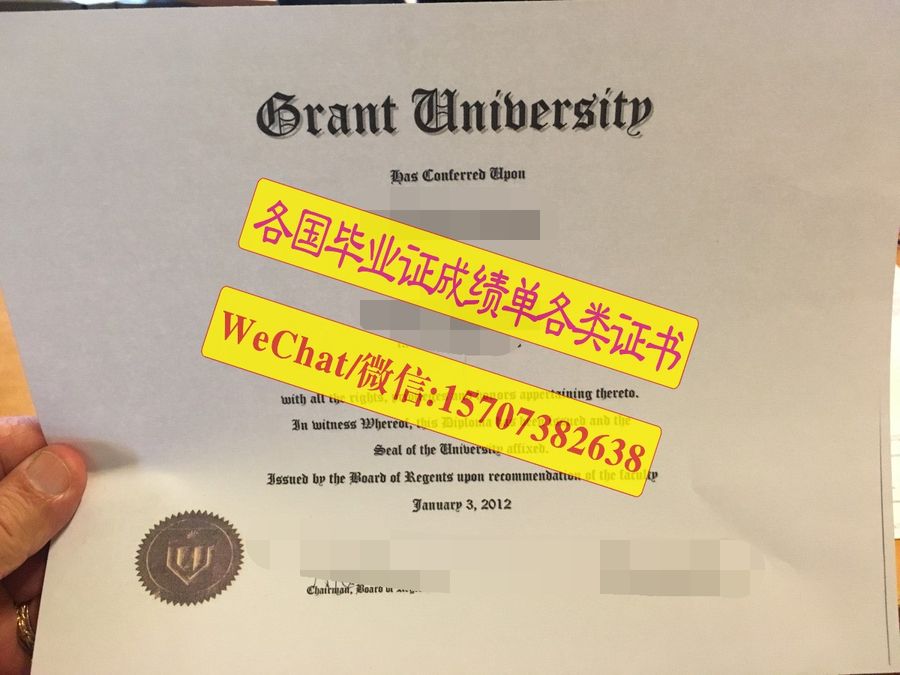 Grant University
Has Conferred Upon
各国毕业证成绩单各类证书
WeChat/微信:15707382638
with all the rights, honors appertaining thereto.
In witness Whereof, this Diploma has been and the
Seal of the University affixed.
Issued by the Board of Regents upon recommendation of the faculty
January 3, 2012
Chairman, Board of